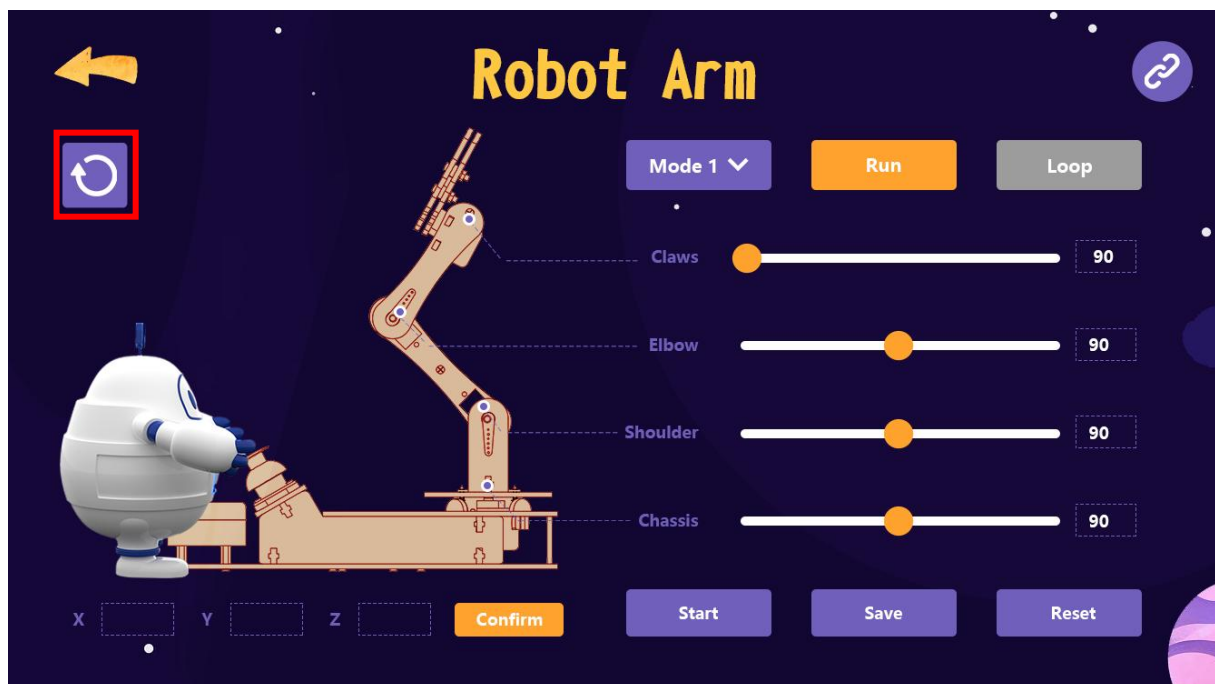 Robot Arm
Mode 1
Run
Loop
Claws
90
Elbow
90
Shoulder
90
Chassis
90
X
Y
Z
Confirm
Start
Save
Reset